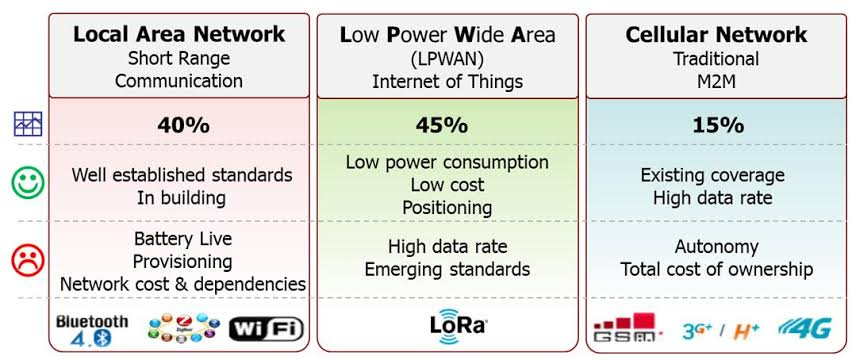 Local Area Network
Short Range
Communication
Low Power Wide Area
(LPWAN)
Internet of Things
Cellular Network
Traditional
M2M
40%
45%
15%
Well established standards
In building
Low power consumption
Low cost
Positioning
Existing coverage
High data rate
Battery Live
Provisioning
Network cost & dependencies
High data rate
Emerging standards
Autonomy
Total cost of ownership
Bluetooth
4.0
ZigBee
WiFi
LoRa
GSM
3G+ / H+
4G